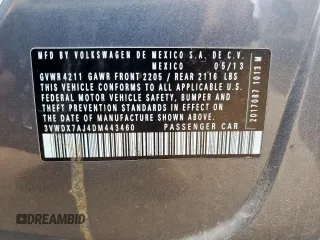 MFD BY VOLKSWAGEN DE MEXICO S.A. DE C.V.
MEXICO 05/13
GVWR 4211 GAWR FRONT 2205 / REAR 2116 LBS
THIS VEHICLE CONFORMS TO ALL APPLICABLE U.S.
FEDERAL MOTOR VEHICLE SAFETY, BUMPER AND
THEFT PREVENTION STANDARDS IN EFFECT ON
THE DATE OF MANUFACTURE SHOWN ABOVE.
3VWDX7AJ4DM443460 PASSENGER CAR
2017087 1013 M
DREAMBID